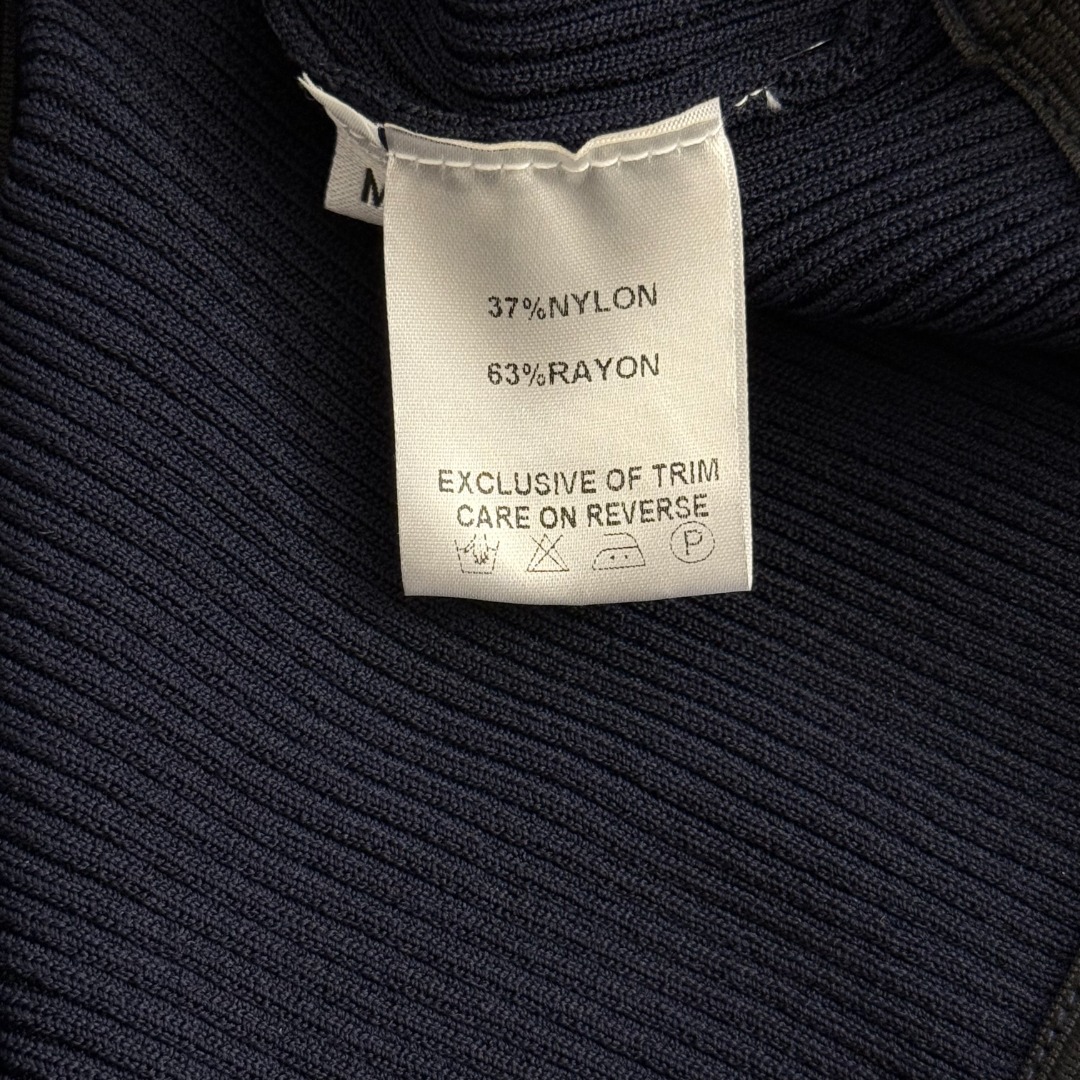 M
37%NYLON
63%RAYON
EXCLUSIVE OF TRIM
CARE ON REVERSE
P